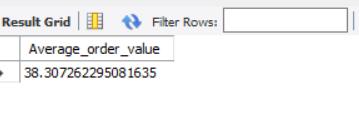 Result Grid Filter Rows:
Average_order_value
38.307262295081635